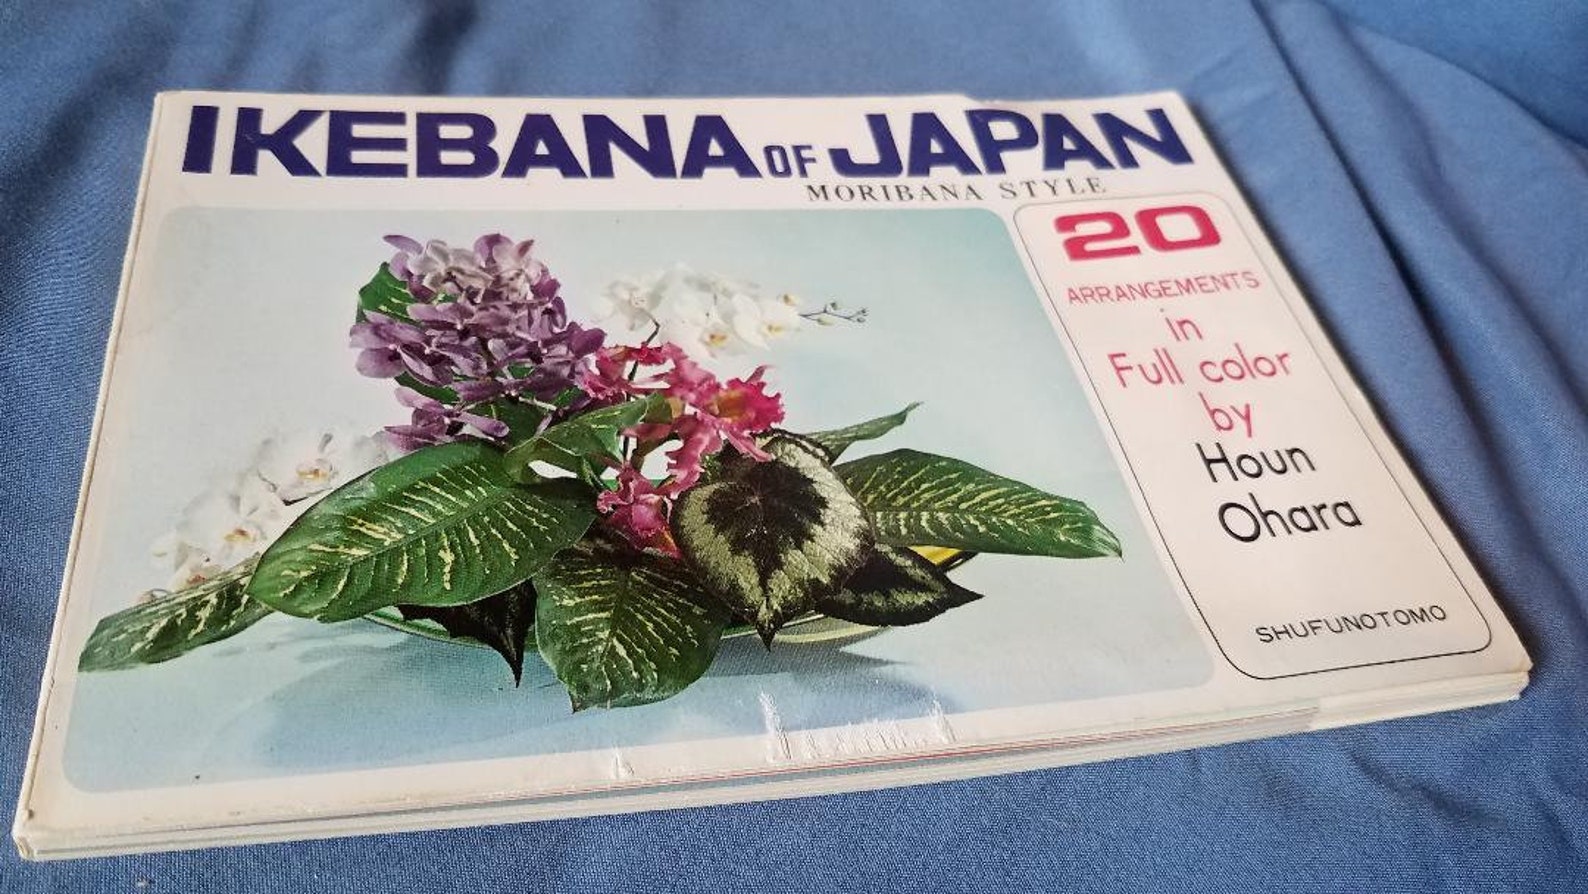 IKEBANA OF JAPAN
MORIBANA STYLE
20
ARRANGEMENTS
in
Full color
by
Houn
Ohara
SHUFUNOTOMO